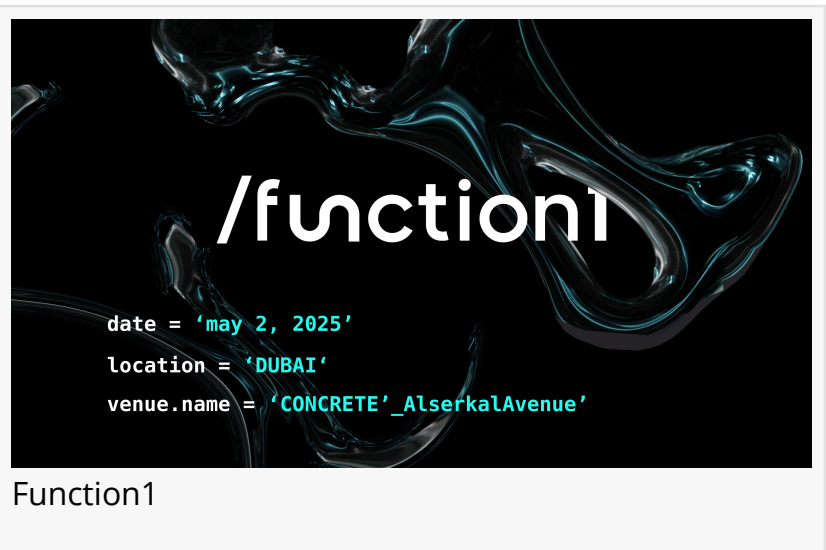 /function1
date = ‘may 2, 2025’
location = ‘DUBAI‘
venue.name = ‘CONCRETE’_AlserkalAvenue’
Function1